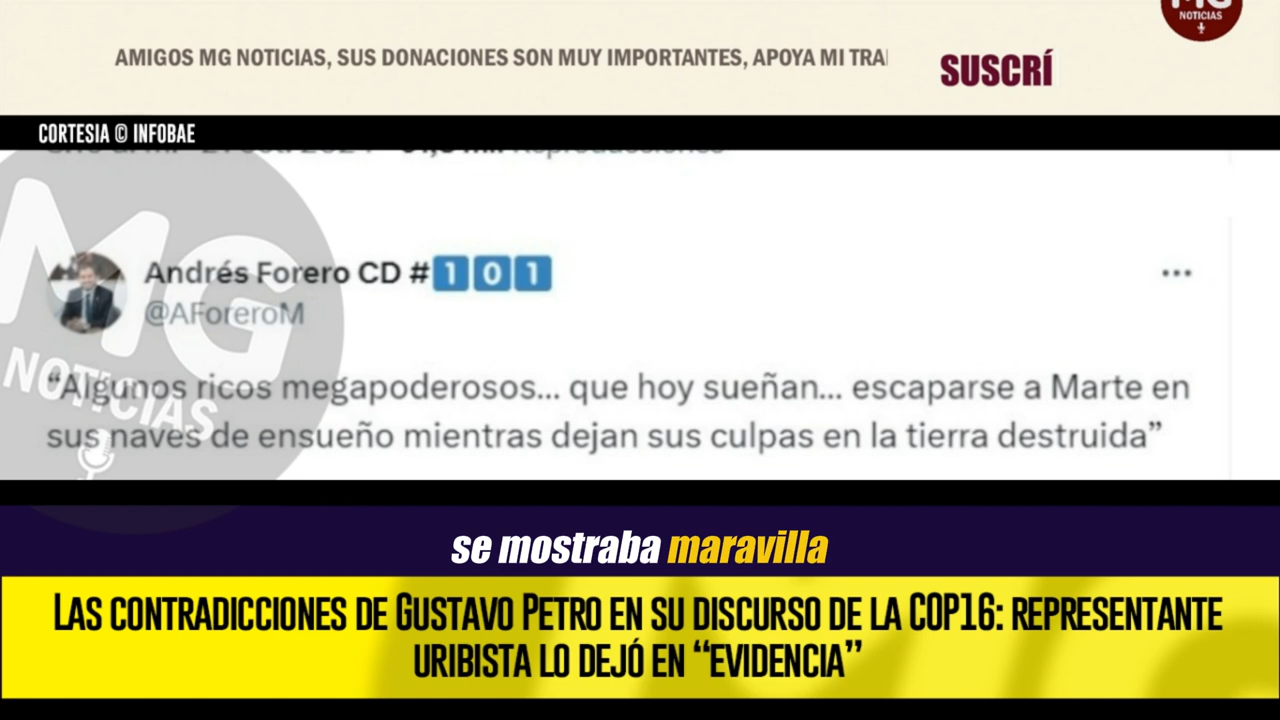 NOTICIAS
AMIGOS MG NOTICIAS, SUS DONACIONES SON MUY IMPORTANTES, APOYA MI TRA
SUSCRÍ
CORTESIA © INFOBAE
Andrés Forero CD #101
@AForeroM
MG
NOTICIAS
“Algunos ricos megapoderosos... que hoy sueñan... escaparse a Marte en
sus naves de ensueño mientras dejan sus culpas en la tierra destruida”
se mostraba maravilla
LAS CONTRADICCIONES DE GUSTAVO PETRO EN SU DISCURSO DE LA COP16: REPRESENTANTE
URIBISTA LO DEJÓ EN “EVIDENCIA”